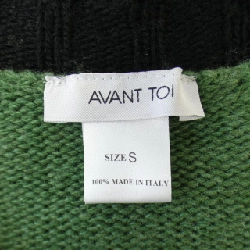 AVANT TOI
SIZE S
100% MADE IN ITALY